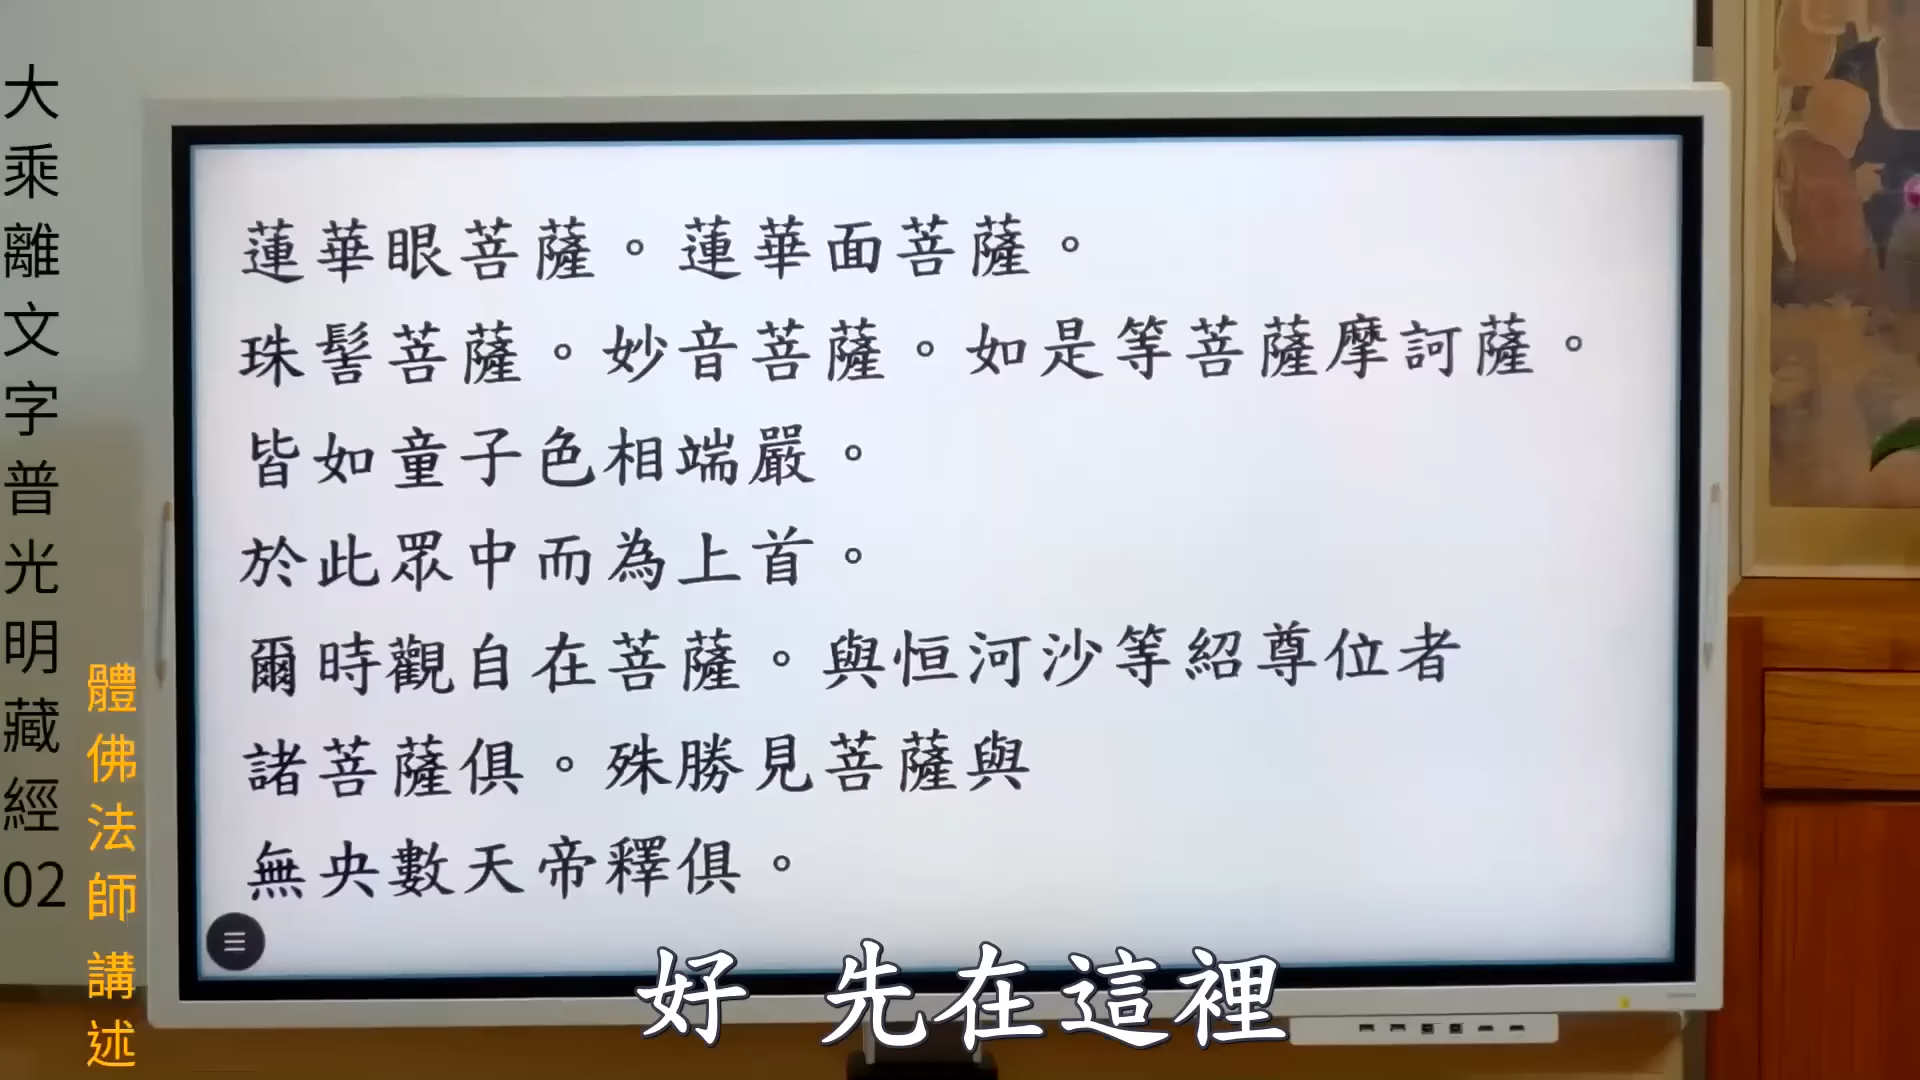 大乘離文字普光明藏經02
體佛法師 講述
蓮華眼菩薩。蓮華面菩薩。
珠髻菩薩。妙音菩薩。如是等菩薩摩訶薩。
皆如童子色相端嚴。
於此眾中而為上首。
爾時觀自在菩薩。與恒河沙等紹尊位者
諸菩薩俱。殊勝見菩薩與
無央數天帝釋俱。
好 先在這裡